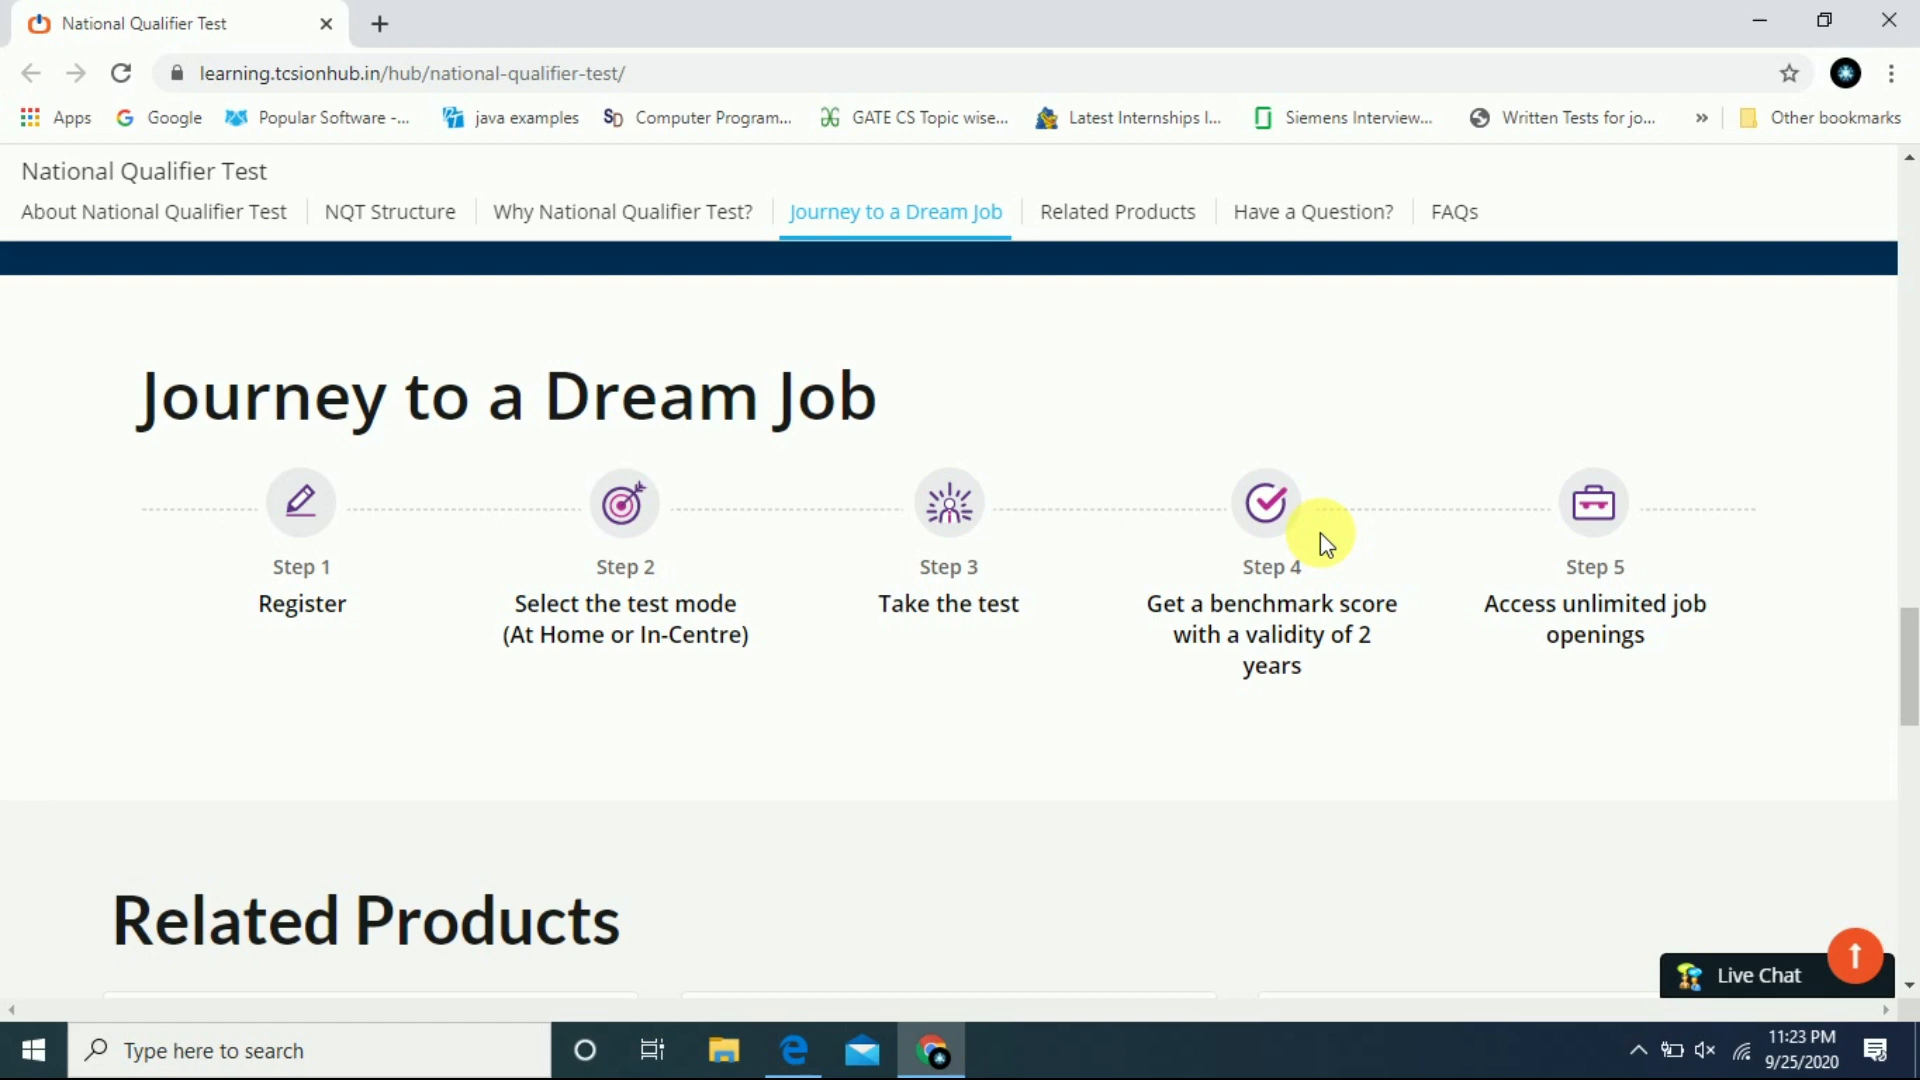 National Qualifier Test
learning.tcsionhub.in/hub/national-qualifier-test/
Apps Google Popular Software -... java examples Computer Program... GATE CS Topic wise... Latest Internships I... Siemens Interview... Written Tests for jo... » Other bookmarks
National Qualifier Test
About National Qualifier Test NQT Structure Why National Qualifier Test? Journey to a Dream Job Related Products Have a Question? FAQs
Journey to a Dream Job
Step 1 Step 2 Step 3 Step 4 Step 5
Register Select the test mode Take the test Get a benchmark score Access unlimited job
(At Home or In-Centre) with a validity of 2 openings
years
Related Products
Live Chat
Type here to search
11:23 PM
9/25/2020